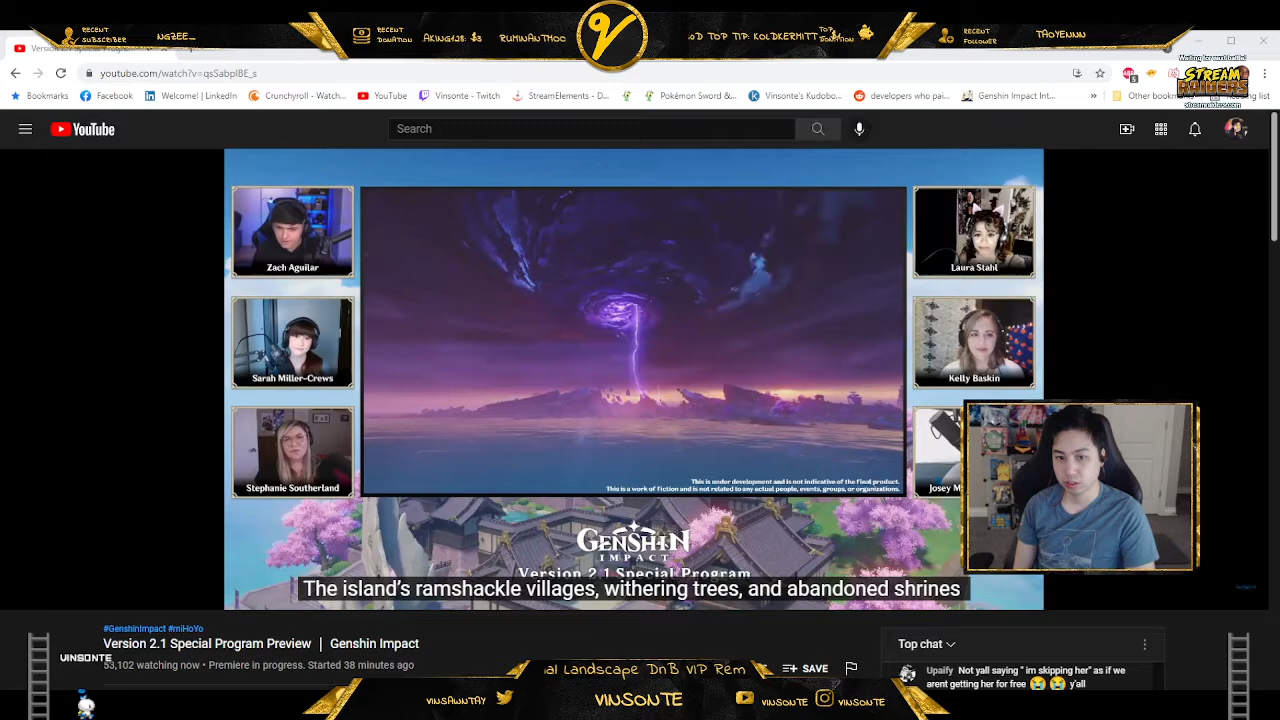 RECENT SUBSCRIBER
NGZEE_
RECENT DONATION
AKING428: $8
RUMWANTMOC
TOP TIP: KOLDKERMITT
RECENT FOLLOWER
TAOYENNN
youtube.com/watch?v=qsSabplBE_s
Bookmarks
Facebook
Welcome! | LinkedIn
Crunchyroll - Watch...
YouTube
Vinsonte - Twitch
StreamElements - D...
Pokémon Sword &...
Vinsonte's Kudobo...
developers who pai...
Genshin Impact Int...
»
Other bookm
STREAM RAIDERS
YouTube
Search
Zach Aguilar
Laura Stahl
Sarah Miller-Crews
Kelly Baskin
Stephanie Southerland
Josey M
This is under development and is not indicative of the final product.
This is a work of Fiction and is not related to any actual people, events, groups, or organizations.
GENSHIN
IMPACT
Version 2.1 Special Program
The island's ramshackle villages, withering trees, and abandoned shrines
#GenshinImpact #miHoYo
Version 2.1 Special Program Preview | Genshin Impact
3,102 watching now • Premiere in progress. Started 38 minutes ago
VINSONTE
Top chat
Upaify Not yall saying " im skipping her" as if we
arent getting her for free 😭 😭 y'all
al Landscape DnB VIP Rem
SAVE
VINSAWNTAY
VINSONTE
VINSONTE
VINSONTE